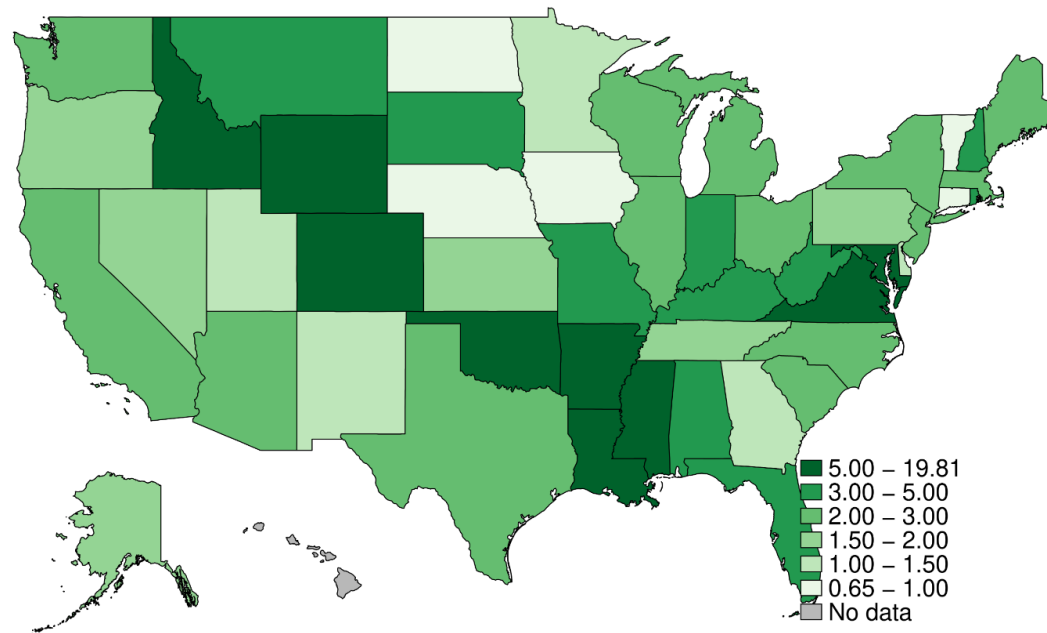 5.00 – 19.81
3.00 – 5.00
2.00 – 3.00
1.50 – 2.00
1.00 – 1.50
0.65 – 1.00
No data